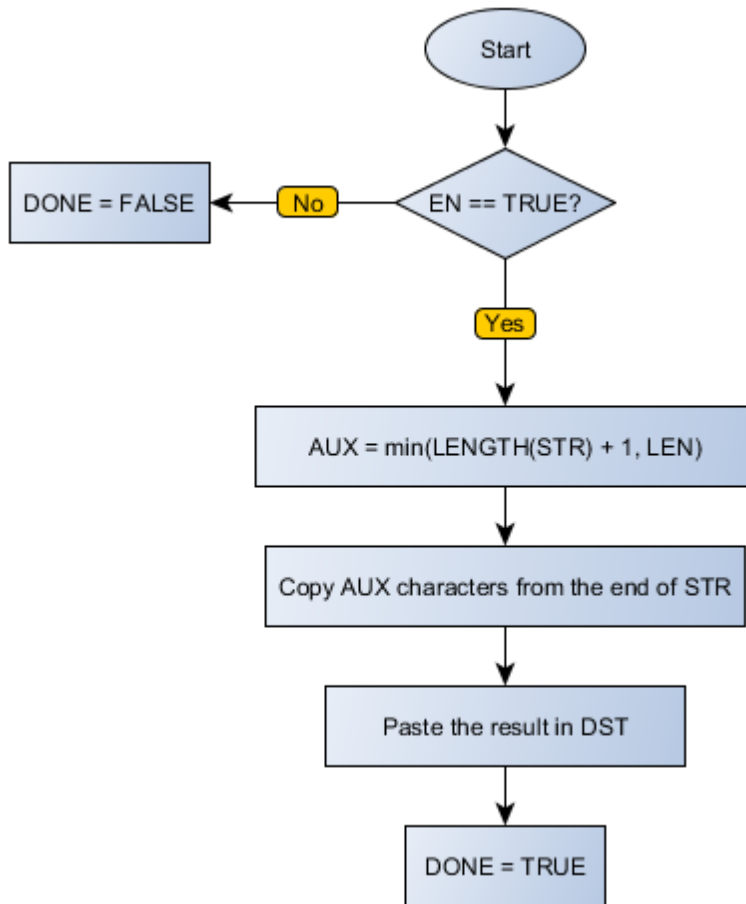 Start
EN == TRUE?
No
DONE = FALSE
Yes
AUX = min(LENGTH(STR) + 1, LEN)
Copy AUX characters from the end of STR
Paste the result in DST
DONE = TRUE